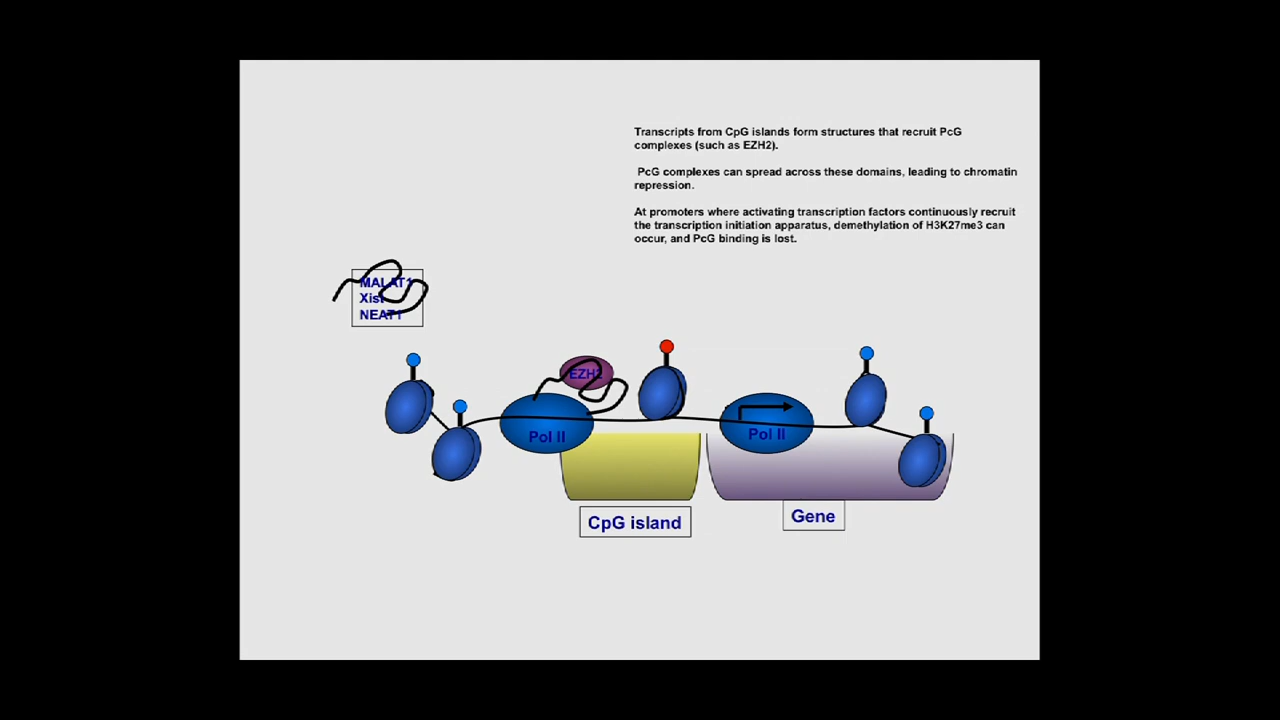 Transcripts from CpG islands form structures that recruit PcG
complexes (such as EZH2).
PcG complexes can spread across these domains, leading to chromatin
repression.
At promoters where activating transcription factors continuously recruit
the transcription initiation apparatus, demethylation of H3K27me3 can
occur, and PcG binding is lost.
MALAT1
Xist
NEAT1
EZH2
Pol II
Pol II
CpG island
Gene